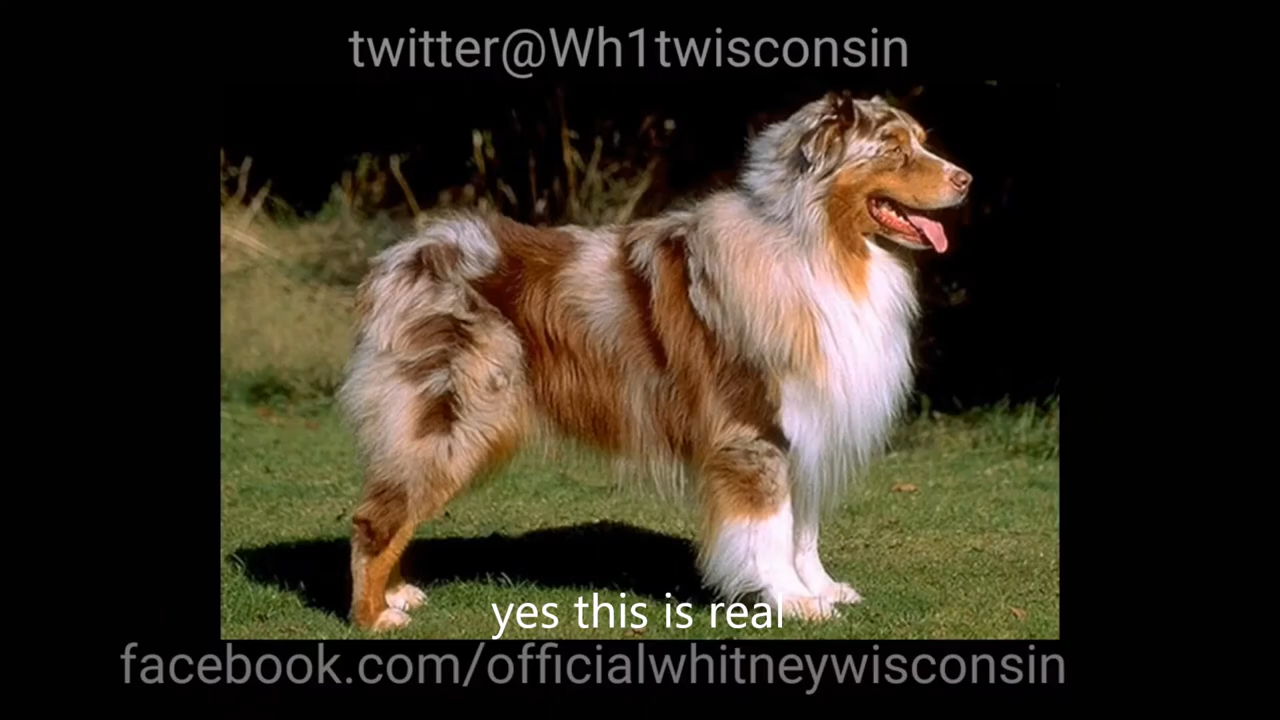 twitter@Wh1twisconsin
yes this is real
facebook.com/officialwhitneywisconsin